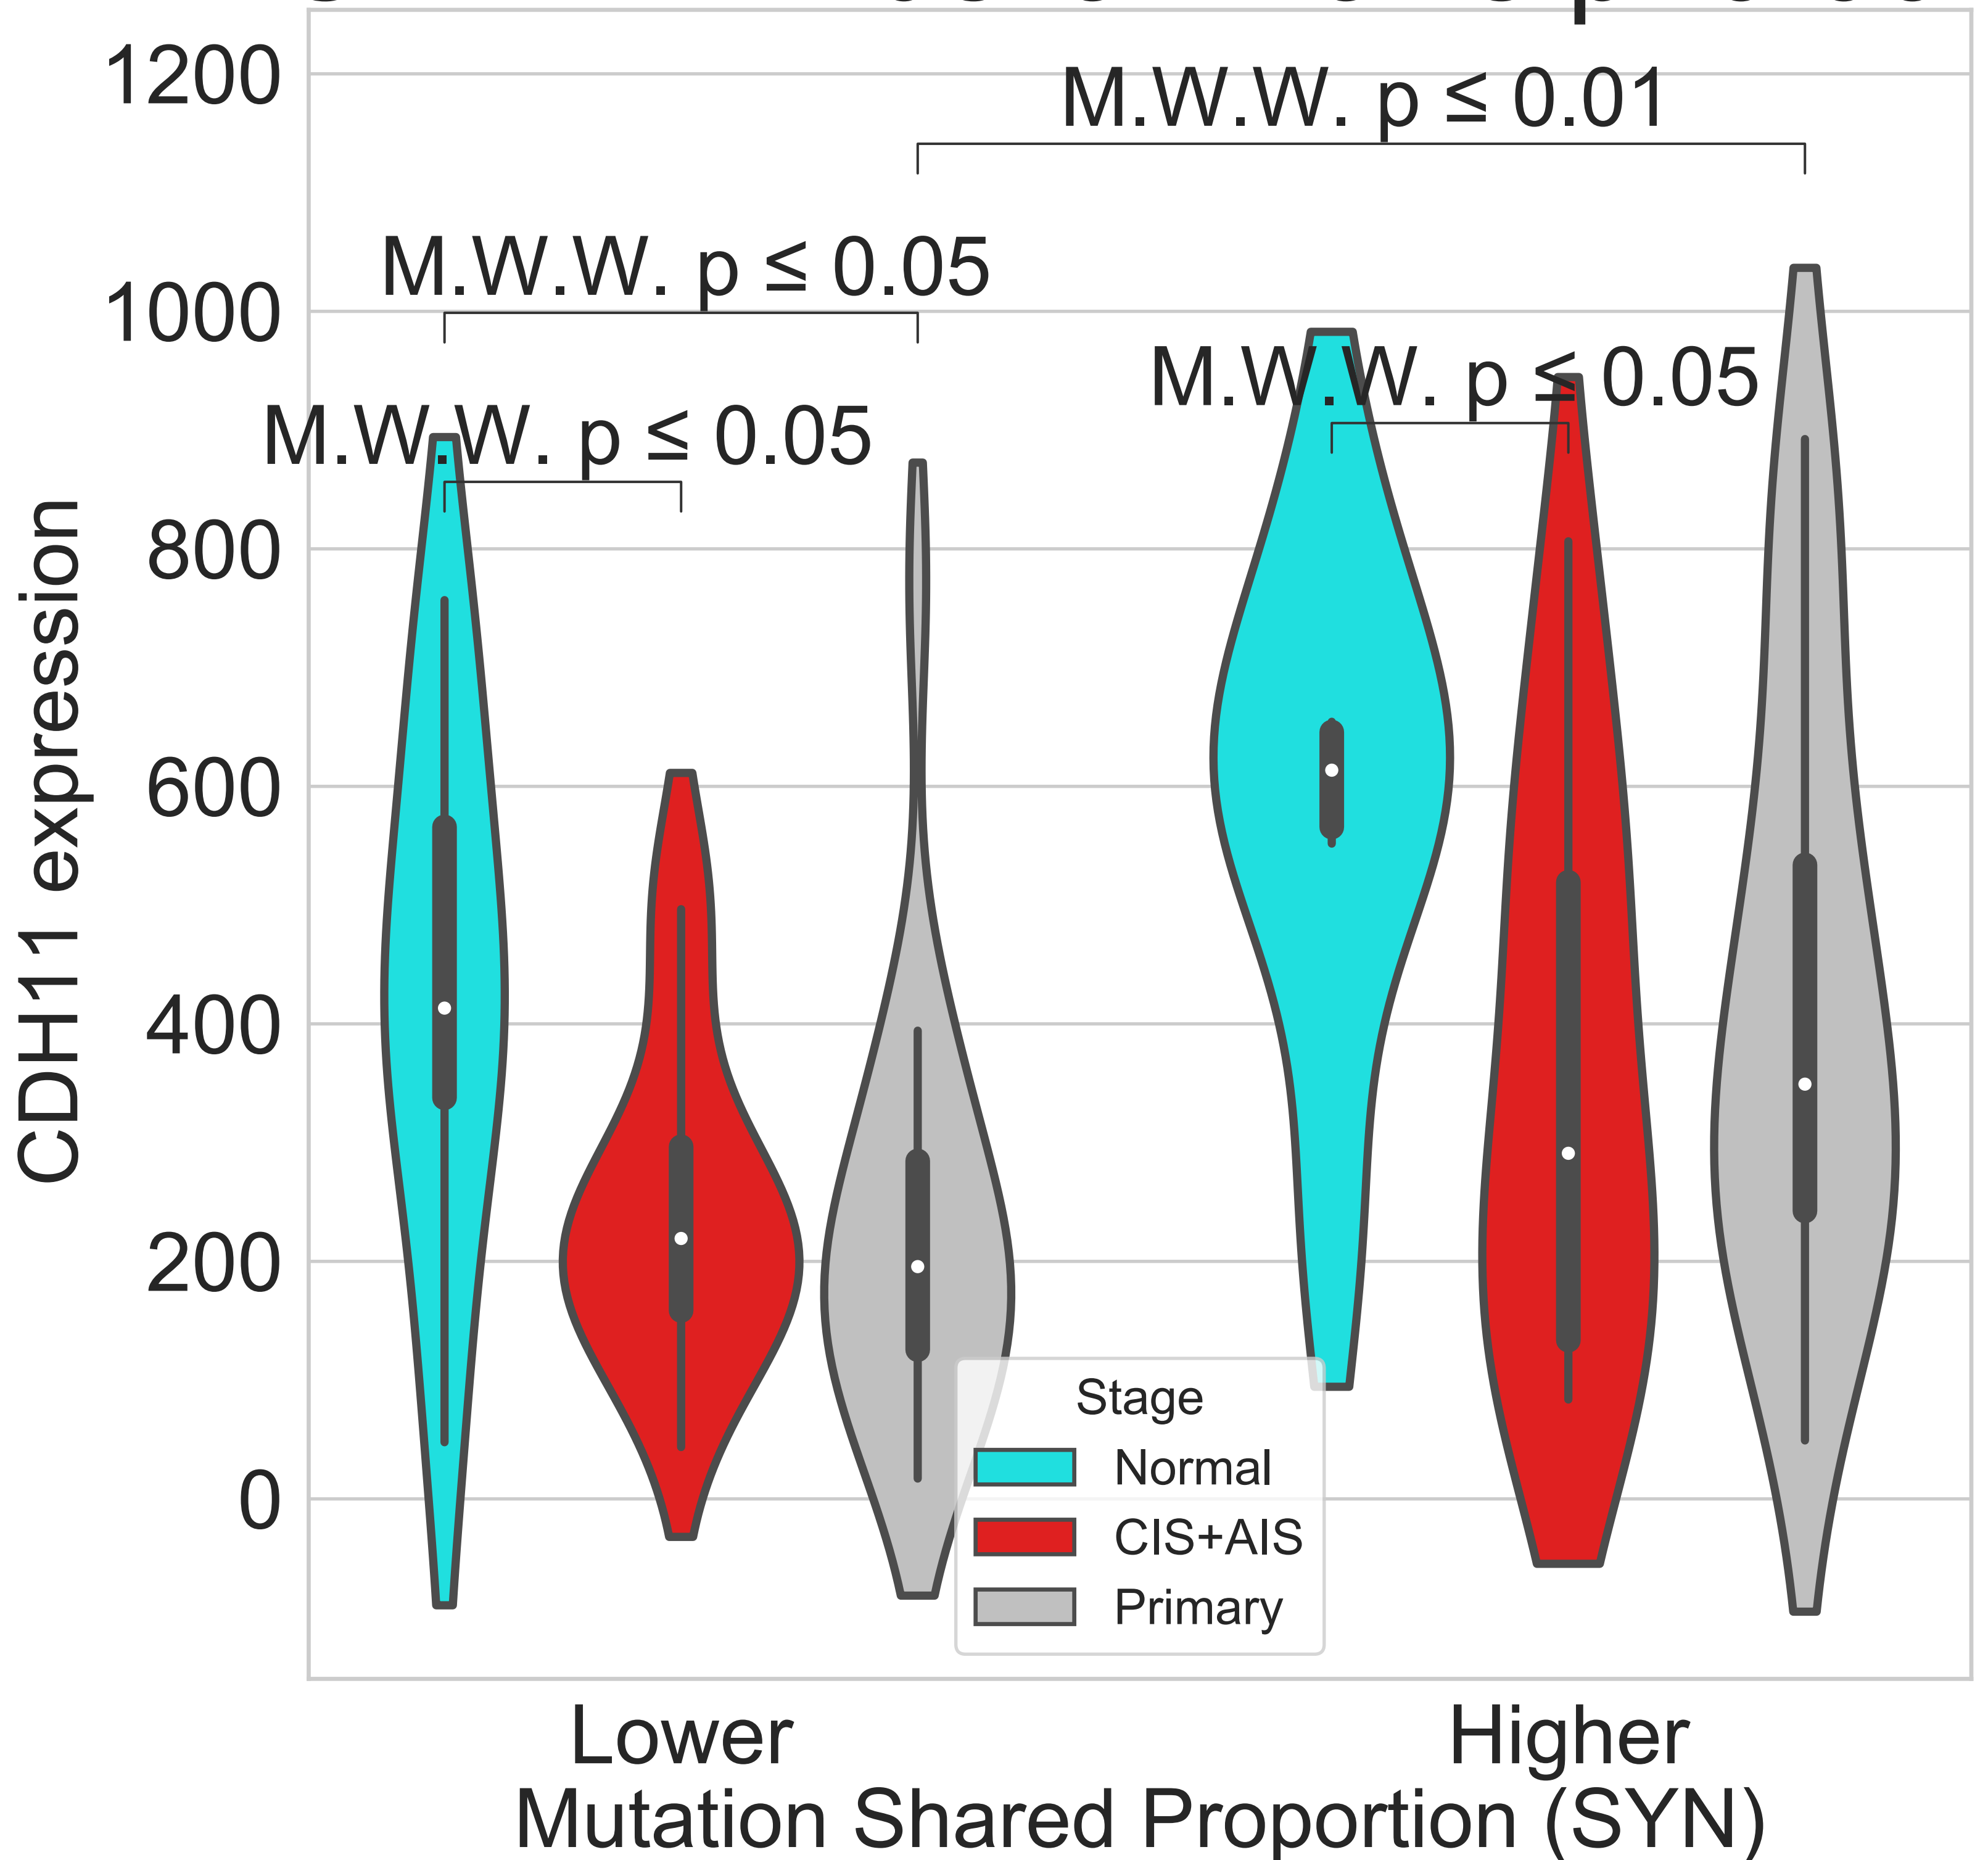 1200
1000
800
600
400
200
0
CDH11 expression
M.W.W. p ≤ 0.01
M.W.W. p ≤ 0.05
M.W.W. p ≤ 0.05
M.W.W. p ≤ 0.05
Stage
Normal
CIS+AIS
Primary
Lower
Higher
Mutation Shared Proportion (SYN)